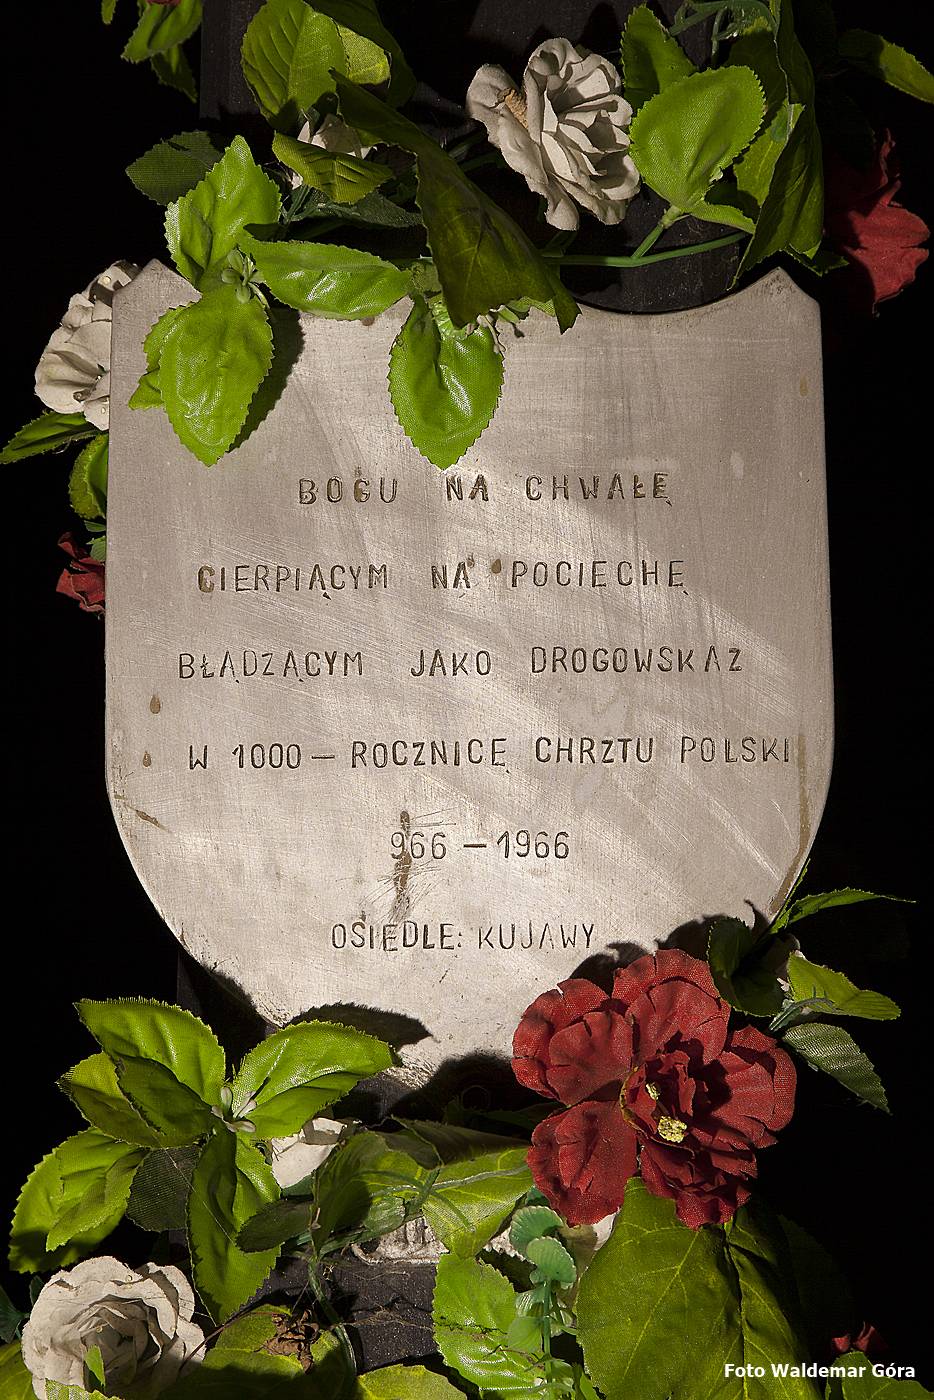 BOGU NA CHWAŁĘ
CIERPIĄCYM NA POCIECHĘ
BŁĄDZĄCYM JAKO DROGOWSKAZ
W 1000 — ROCZNICĘ CHRZTU POLSKI
966 — 1966
OSIEDLE: KUJAWY
Foto Waldemar Góra